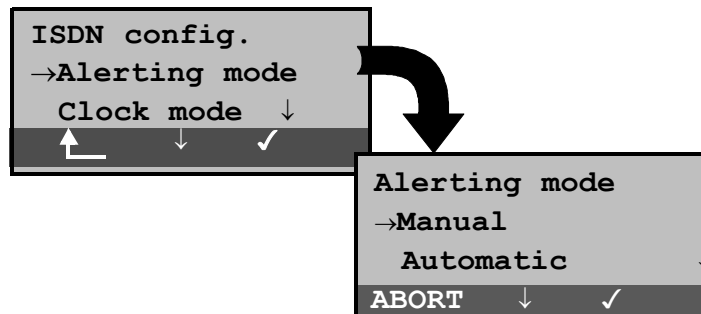 ISDN config.
→Alerting mode
Clock mode ↓
↓ ✓
Alerting mode
→Manual
Automatic ↓
ABORT ↓ ✓